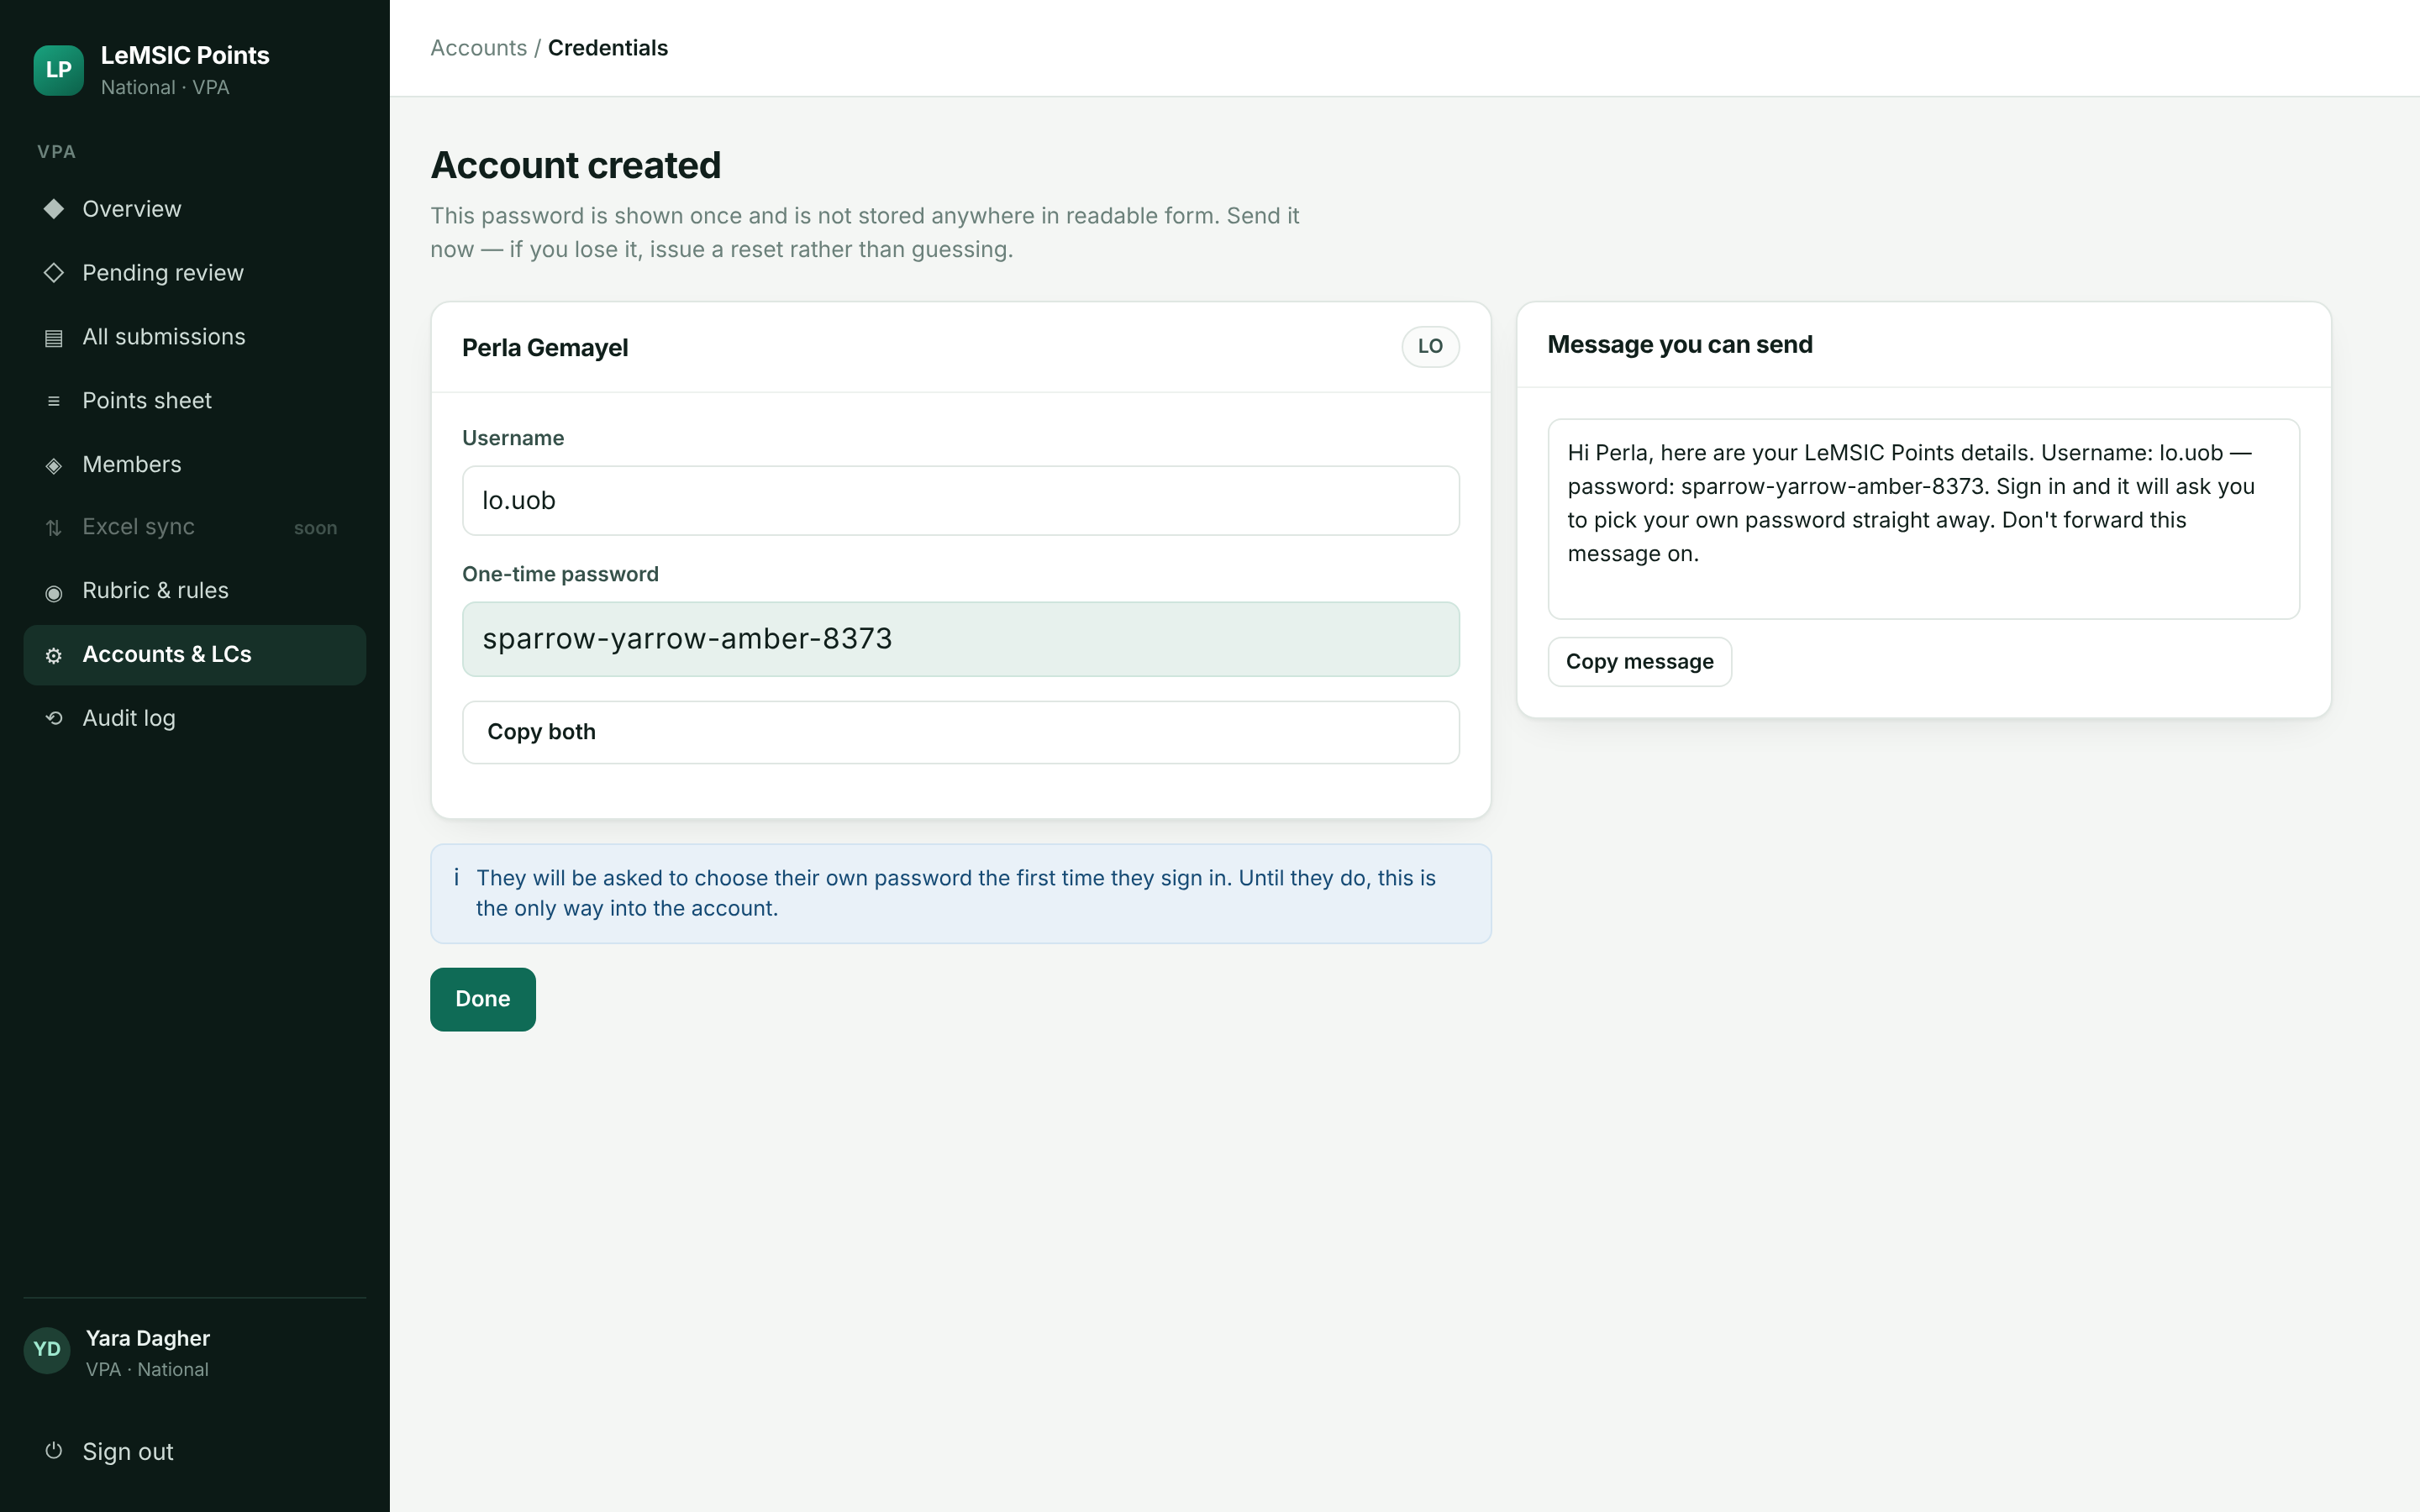 LP
LeMSIC Points
National · VPA
VPA
Overview
Pending review
All submissions
Points sheet
Members
Excel sync soon
Rubric & rules
Accounts & LCs
Audit log
YD
Yara Dagher
VPA · National
Sign out
Accounts / Credentials
Account created
This password is shown once and is not stored anywhere in readable form. Send it
now — if you lose it, issue a reset rather than guessing.
Perla Gemayel
LO
Username
lo.uob
One-time password
sparrow-yarrow-amber-8373
Copy both
i They will be asked to choose their own password the first time they sign in. Until they do, this is
the only way into the account.
Done
Message you can send
Hi Perla, here are your LeMSIC Points details. Username: lo.uob —
password: sparrow-yarrow-amber-8373. Sign in and it will ask you
to pick your own password straight away. Don't forward this
message on.
Copy message